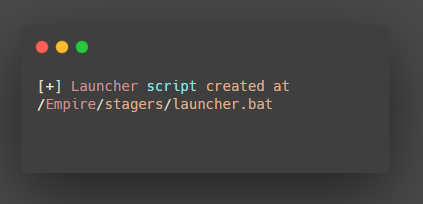 [+] Launcher script created at
/Empire/stagers/launcher.bat